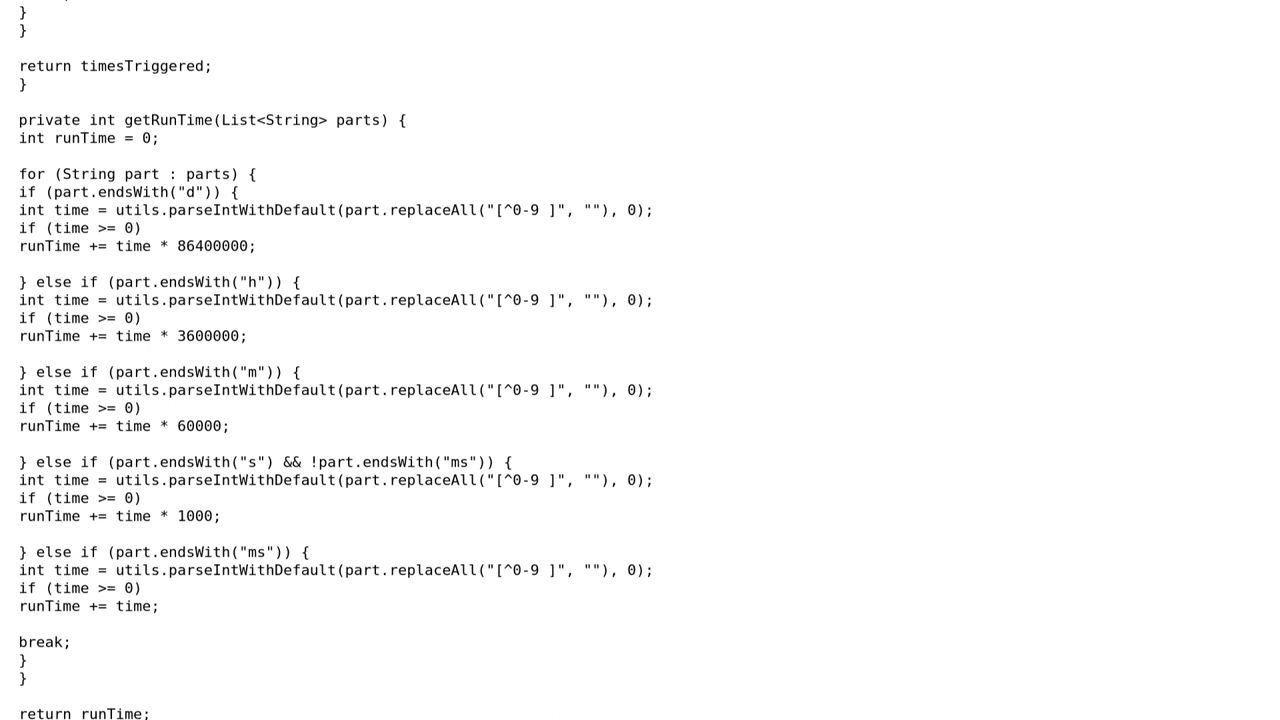 }
}
return timesTriggered;
}
private int getRunTime(List<String> parts) {
int runTime = 0;
for (String part : parts) {
if (part.endsWith("d")) {
int time = utils.parseIntWithDefault(part.replaceAll("[^0-9 ]", ""), 0);
if (time >= 0)
runTime += time * 86400000;
} else if (part.endsWith("h")) {
int time = utils.parseIntWithDefault(part.replaceAll("[^0-9 ]", ""), 0);
if (time >= 0)
runTime += time * 3600000;
} else if (part.endsWith("m")) {
int time = utils.parseIntWithDefault(part.replaceAll("[^0-9 ]", ""), 0);
if (time >= 0)
runTime += time * 60000;
} else if (part.endsWith("s") && !part.endsWith("ms")) {
int time = utils.parseIntWithDefault(part.replaceAll("[^0-9 ]", ""), 0);
if (time >= 0)
runTime += time * 1000;
} else if (part.endsWith("ms")) {
int time = utils.parseIntWithDefault(part.replaceAll("[^0-9 ]", ""), 0);
if (time >= 0)
runTime += time;
break;
}
}
return runTime;